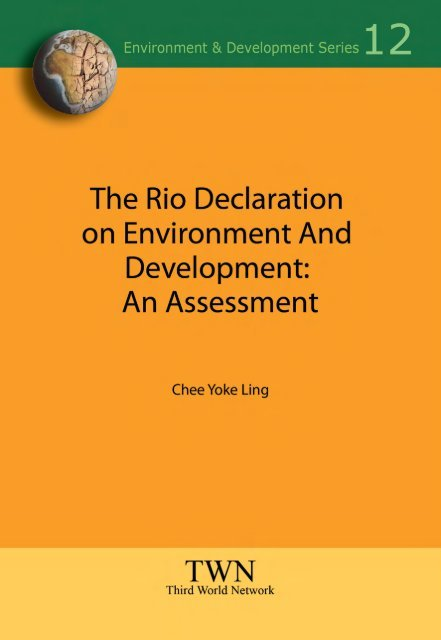 Environment & Development Series 12
The Rio Declaration
on Environment And
Development:
An Assessment
Chee Yoke Ling
TWN
Third World Network